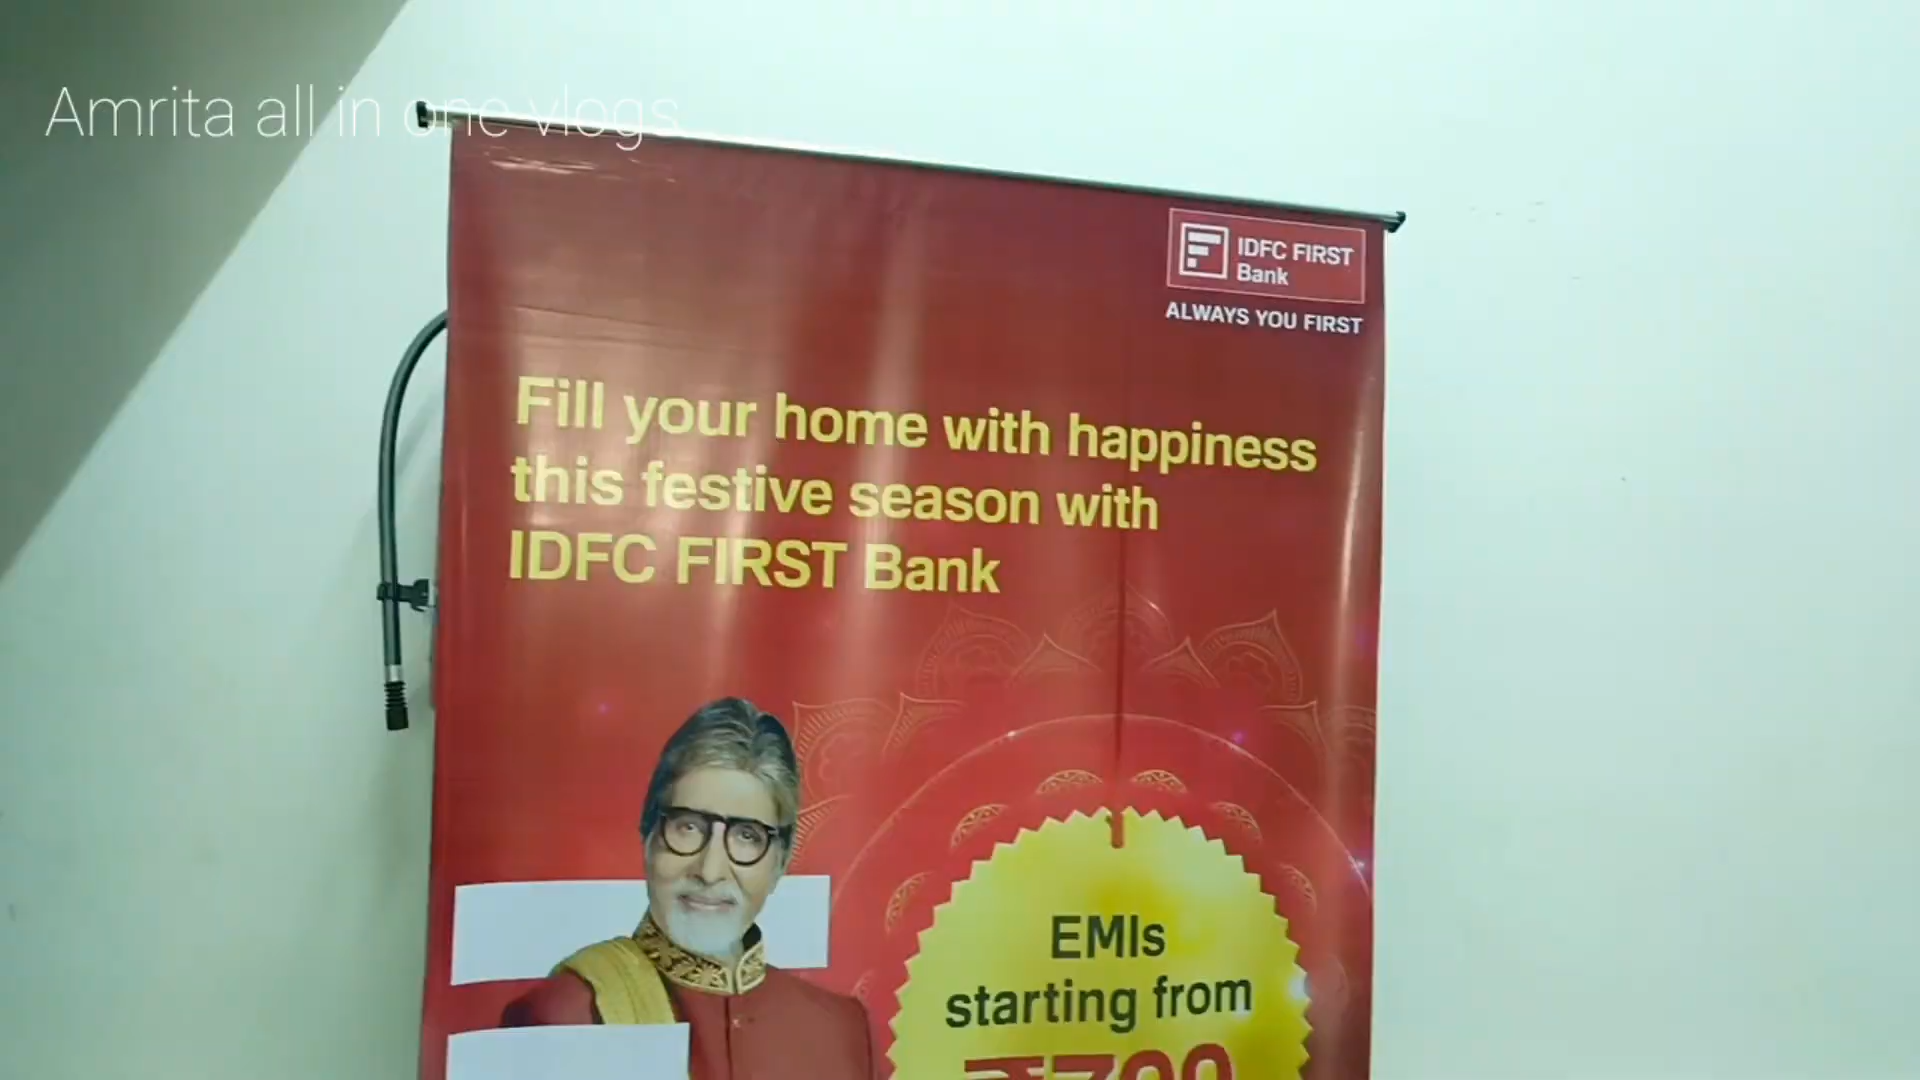 Amrita all in one vlogs
IDFC FIRST
Bank
ALWAYS YOU FIRST
Fill your home with happiness
this festive season with
IDFC FIRST Bank
EMIs
starting from